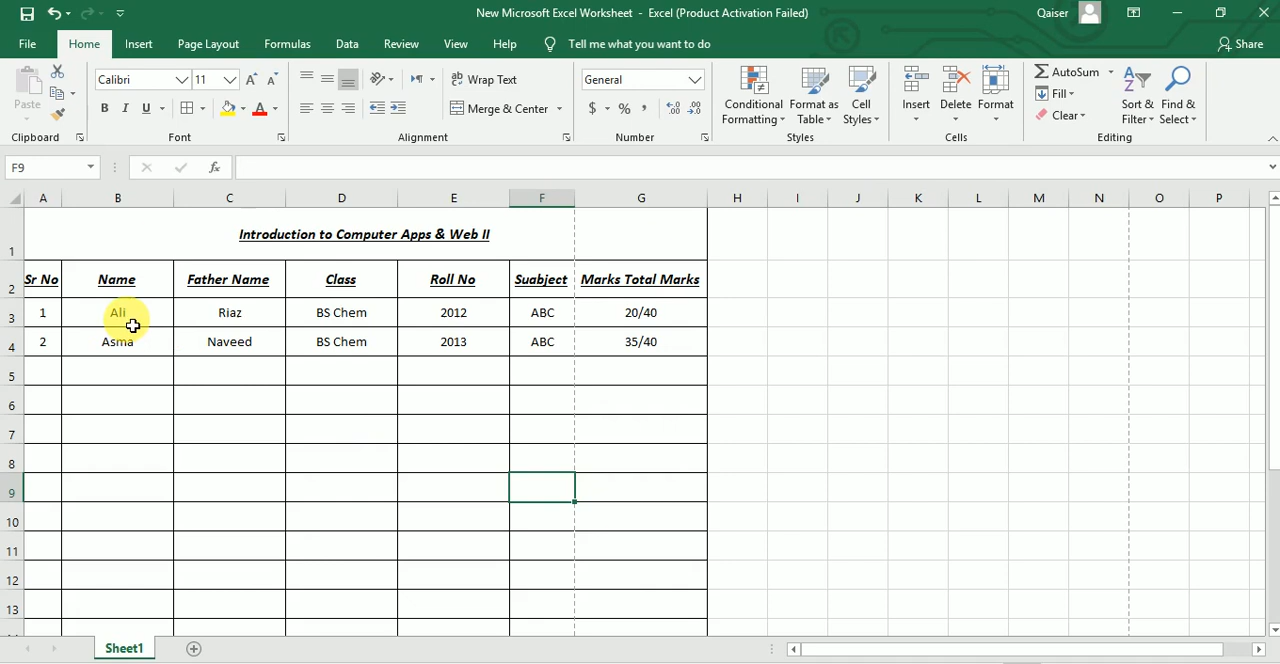 New Microsoft Excel Worksheet - Excel (Product Activation Failed)
Qaiser
File Home Insert Page Layout Formulas Data Review View Help Tell me what you want to do Share
Paste
Calibri 11
B I U A
Wrap Text
Merge & Center
General
$ %
Conditional Formatting
Format as Table
Cell Styles
Insert Delete Format
AutoSum
Fill
Clear
Sort & Filter
Find & Select
Clipboard Font Alignment Number Styles Cells Editing
F9 fx
A B C D E F G H I J K L M N O P
1 Introduction to Computer Apps & Web II
2 Sr No Name Father Name Class Roll No Suabject Marks Total Marks
3 1 Ali Riaz BS Chem 2012 ABC 20/40
4 2 Asma Naveed BS Chem 2013 ABC 35/40
5
6
7
8
9
10
11
12
13
Sheet1